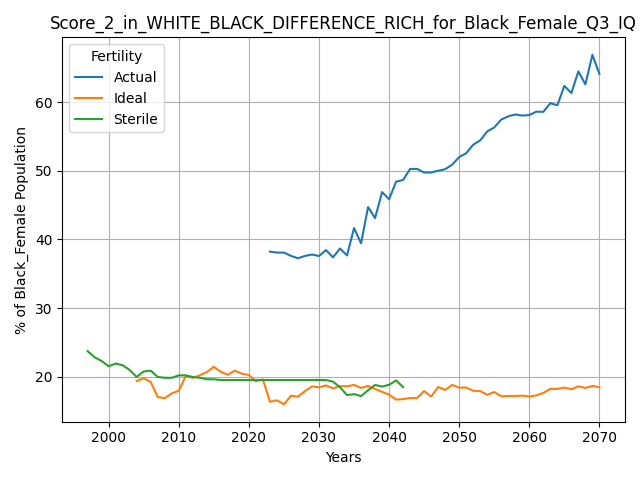 Score_2_in_WHITE_BLACK_DIFFERENCE_RICH_for_Black_Female_Q3_IQ
Fertility
Actual
Ideal
Sterile
% of Black_Female Population
60
50
40
30
20
2000 2010 2020 2030 2040 2050 2060 2070
Years